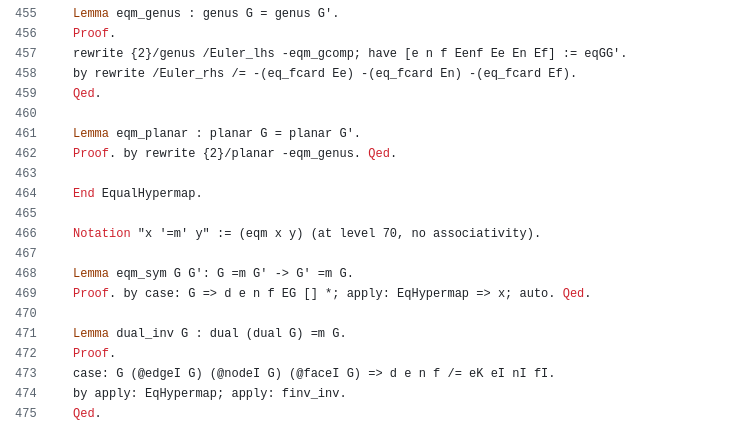 455 Lemma eqm_genus : genus G = genus G'.
456 Proof.
457 rewrite {2}/genus /Euler_lhs -eqm_gcomp; have [e n f Eenf Ee En Ef] := eqGG'.
458 by rewrite /Euler_rhs /= -(eq_fcard Ee) -(eq_fcard En) -(eq_fcard Ef).
459 Qed.
460
461 Lemma eqm_planar : planar G = planar G'.
462 Proof. by rewrite {2}/planar -eqm_genus. Qed.
463
464 End EqualHypermap.
465
466 Notation "x '=m' y" := (eqm x y) (at level 70, no associativity).
467
468 Lemma eqm_sym G G': G =m G' -> G' =m G.
469 Proof. by case: G => d e n f EG [] *; apply: EqHypermap => x; auto. Qed.
470
471 Lemma dual_inv G : dual (dual G) =m G.
472 Proof.
473 case: G (@edgeI G) (@nodeI G) (@faceI G) => d e n f /= eK eI nI fI.
474 by apply: EqHypermap; apply: finv_inv.
475 Qed.